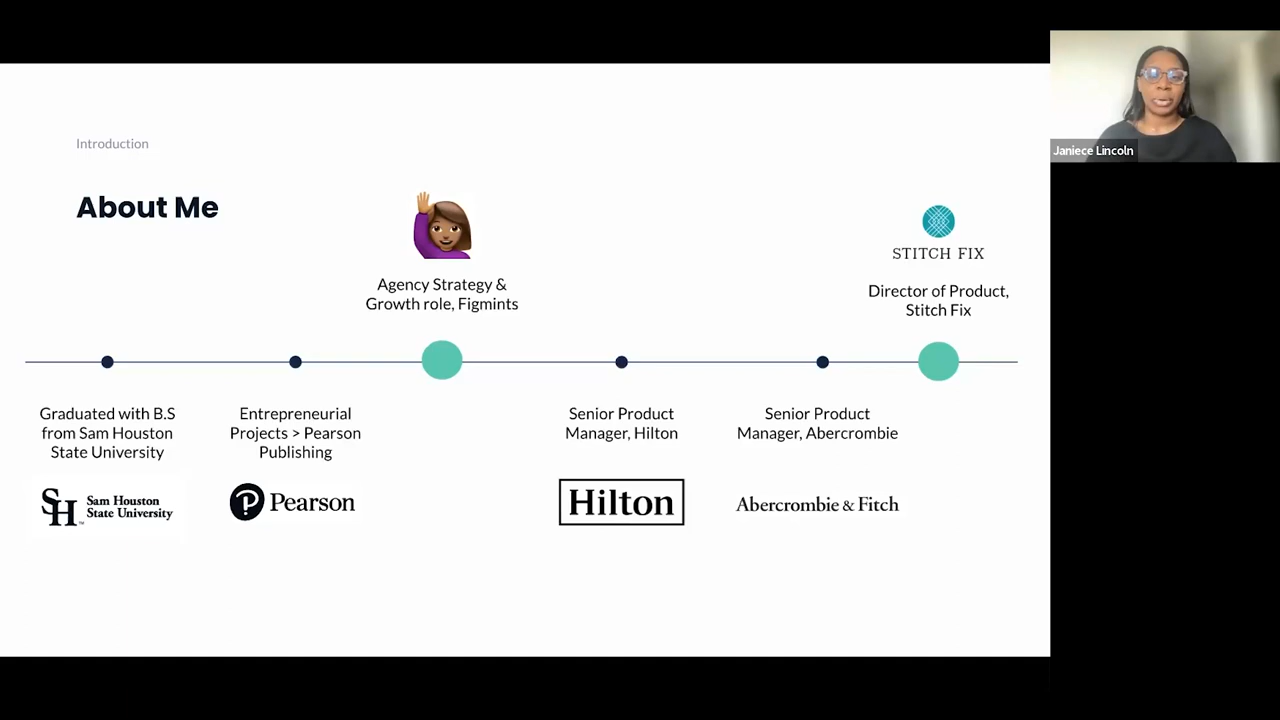 Introduction
About Me
Agency Strategy &
Growth role, Figmints
STITCH FIX
Director of Product,
Stitch Fix
Graduated with B.S
from Sam Houston
State University
SH
™
Sam Houston
State University
Entrepreneurial
Projects > Pearson
Publishing
P
Pearson
Senior Product
Manager, Hilton
Hilton
Senior Product
Manager, Abercrombie
Abercrombie & Fitch
Janiece Lincoln